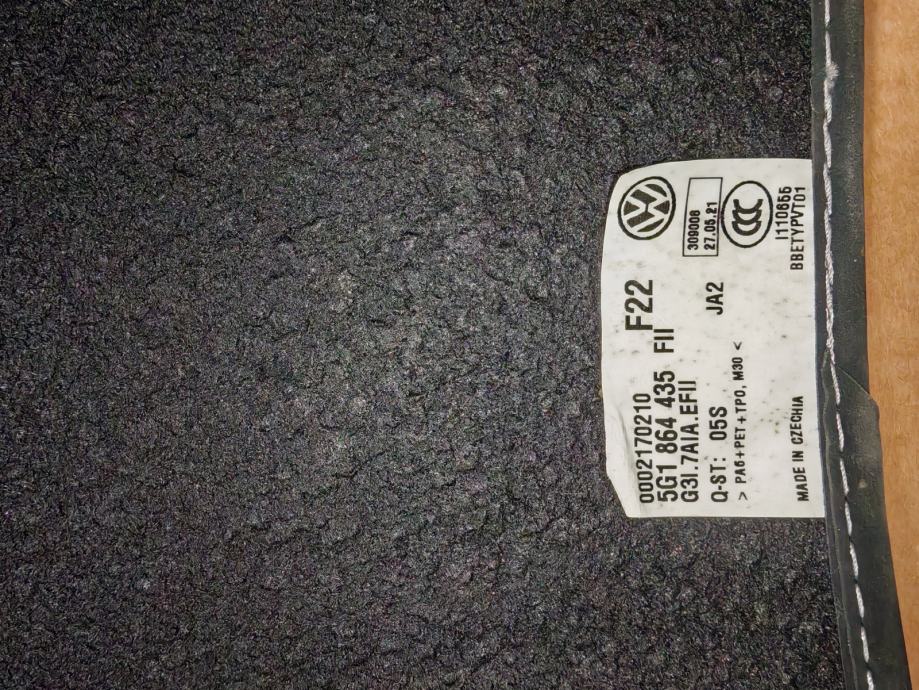 0002170210
F22
5G1 864 435 FII
G3I.7AIA.EFII
Q-ST: 05S
JA2
> PA6+PET+TPO, M30 <
MADE IN CZECHIA
309008
27.05.21
I110655
BBETYPVT01